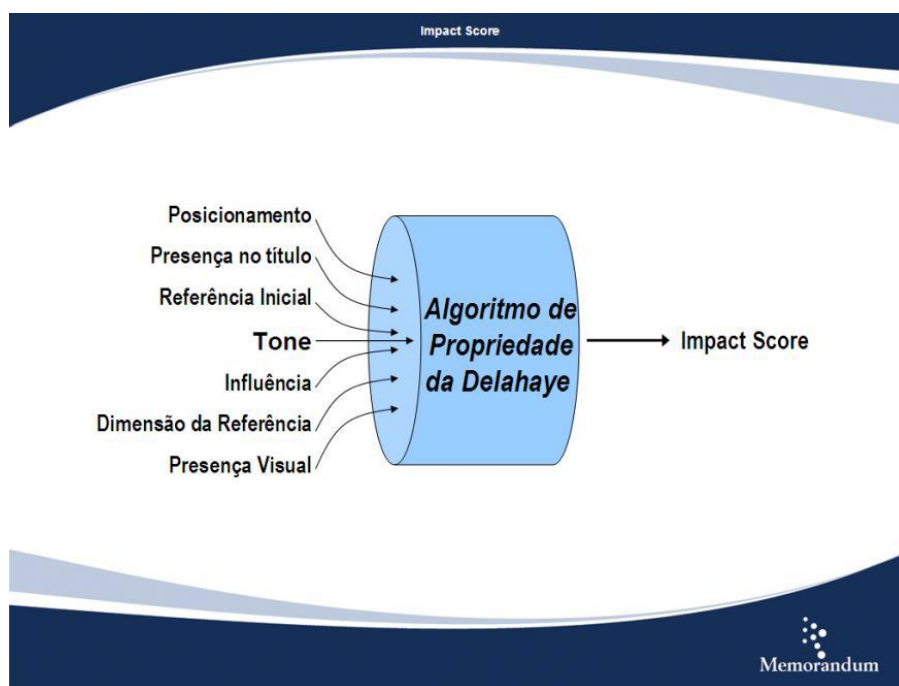 Impact Score
Posicionamento
Presença no título
Referência Inicial
Tone
Influência
Dimensão da Referência
Presença Visual
Algoritmo de
Propriedade
da Delahaye
Impact Score
Memorandum